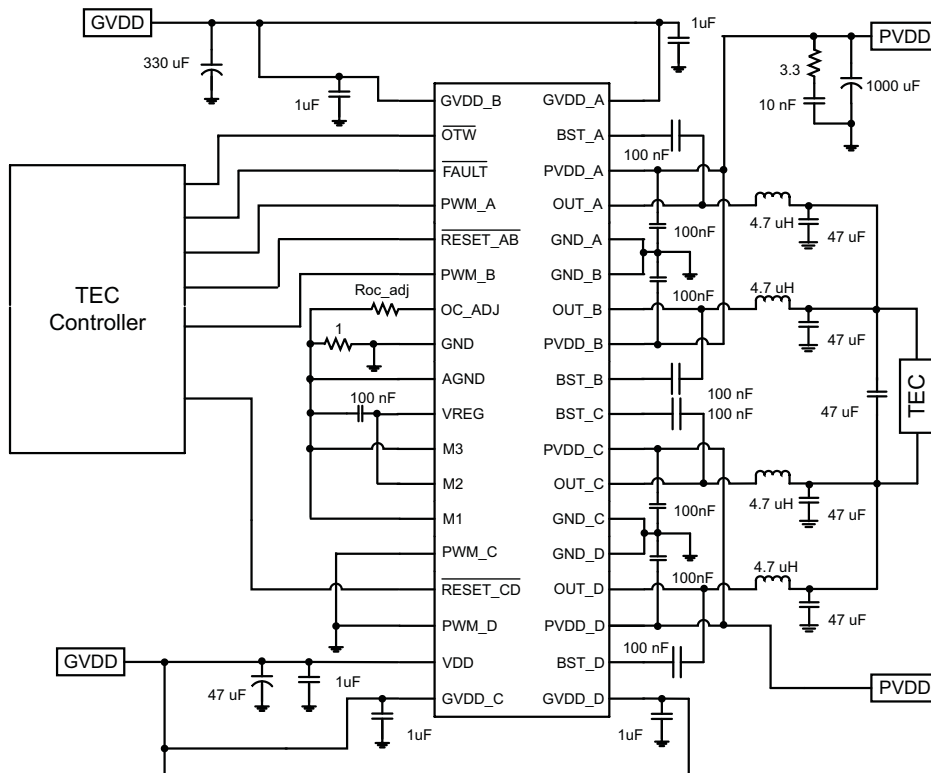 GVDD
1uF
PVDD
330 uF
3.3
1000 uF
10 nF
1uF
GVDD_B
GVDD_A
OTW
BST_A
100 nF
FAULT
PVDD_A
PWM_A
OUT_A
4.7 uH
47 uF
100nF
RESET_AB
GND_A
TEC
Controller
PWM_B
GND_B
Roc_adj
100nF
4.7 uH
OC_ADJ
OUT_B
1
GND
PVDD_B
47 uF
AGND
BST_B
100 nF
100 nF
TEC
VREG
BST_C
100 nF
47 uF
M3
PVDD_C
M2
OUT_C
4.7 uH
47 uF
100nF
M1
GND_C
PWM_C
GND_D
4.7 uH
100nF
RESET_CD
OUT_D
47 uF
PWM_D
PVDD_D
100 nF
GVDD
VDD
BST_D
47 uF
1uF
PVDD
GVDD_C
GVDD_D
1uF
1uF